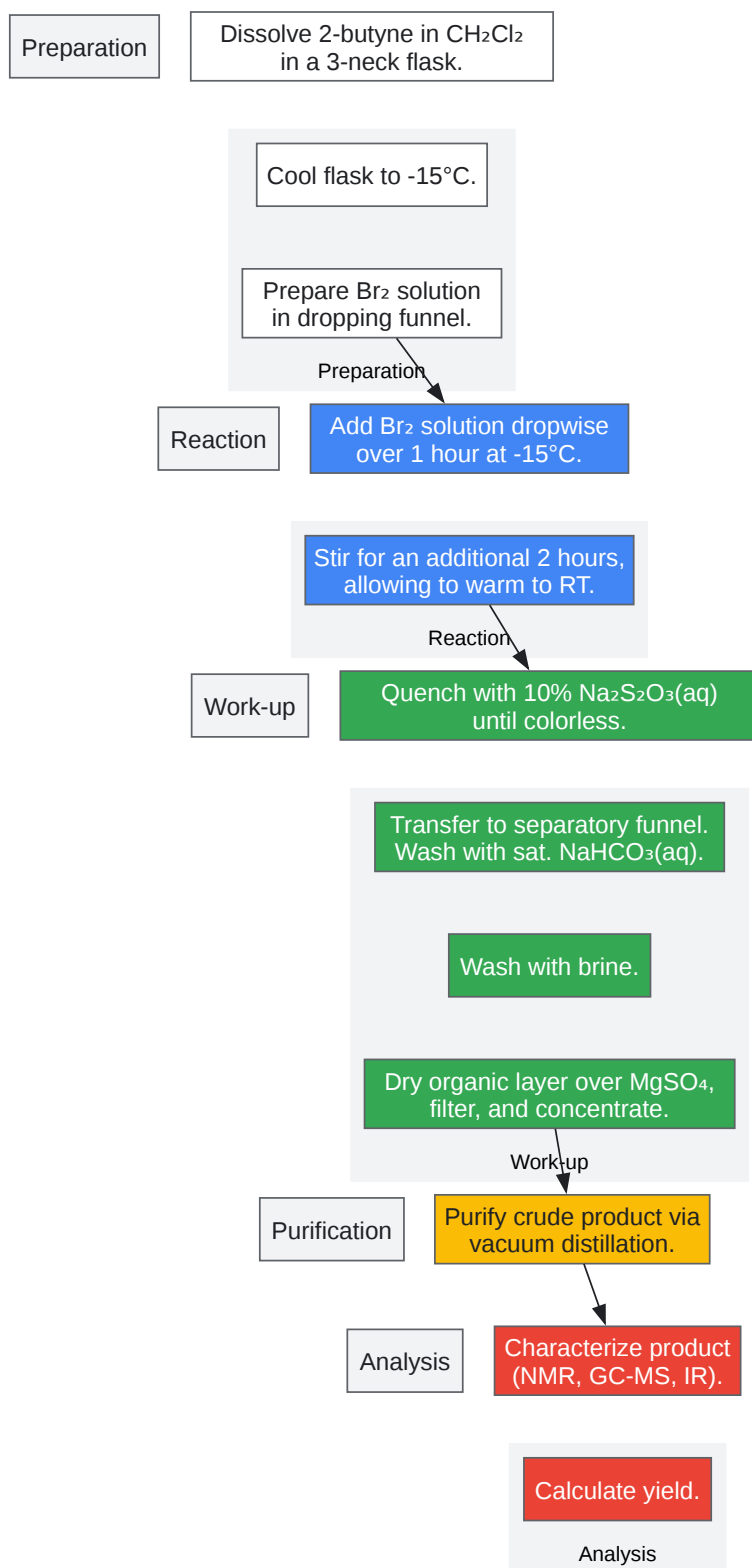 Preparation
Dissolve 2-butyne in CH₂Cl₂
in a 3-neck flask.
Cool flask to -15°C.
Prepare Br₂ solution
in dropping funnel.
Preparation
Reaction
Add Br₂ solution dropwise
over 1 hour at -15°C.
Stir for an additional 2 hours,
allowing to warm to RT.
Reaction
Work-up
Quench with 10% Na₂S₂O₃(aq)
until colorless.
Transfer to separatory funnel.
Wash with sat. NaHCO₃(aq).
Wash with brine.
Dry organic layer over MgSO₄,
filter, and concentrate.
Work-up
Purification
Purify crude product via
vacuum distillation.
Analysis
Characterize product
(NMR, GC-MS, IR).
Calculate yield.
Analysis